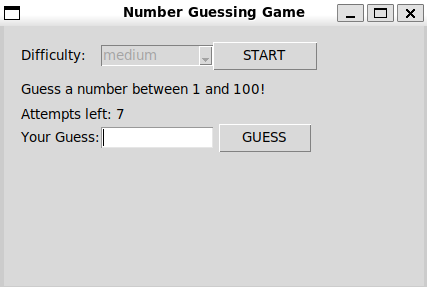 Number Guessing Game
Difficulty: medium START
Guess a number between 1 and 100!
Attempts left: 7
Your Guess: GUESS